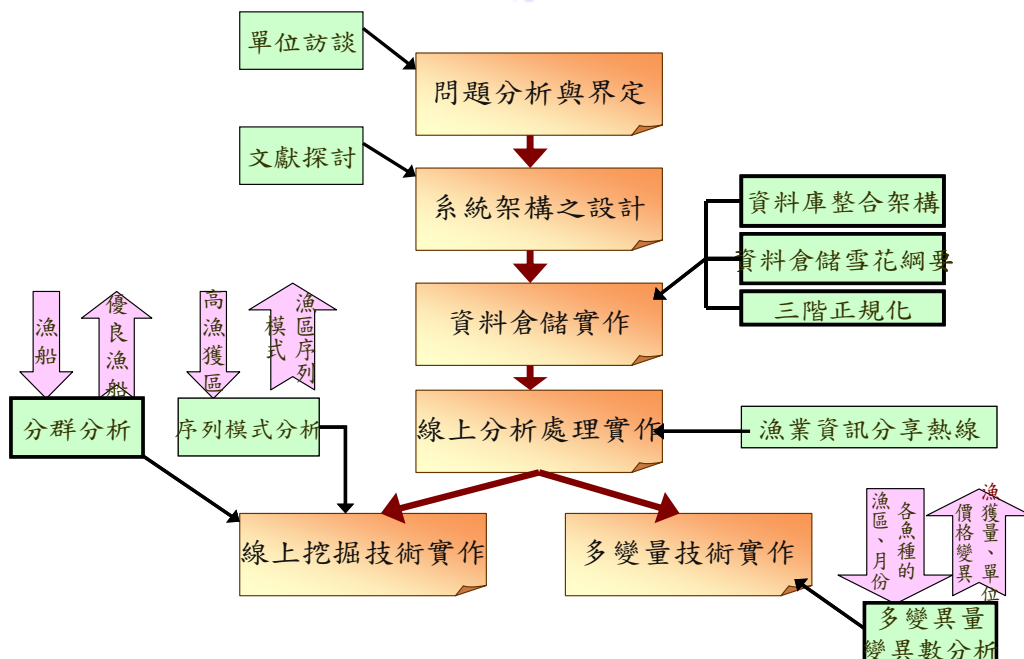 單位訪談
問題分析與界定
文獻探討
系統架構之設計
資料庫整合架構
資料倉儲雪花綱要
三階正規化
資料倉儲實作
漁船
優良漁船
高漁獲區
漁區序列
模式
分群分析
序列模式分析
線上分析處理實作
漁業資訊分享熱線
線上挖掘技術實作
多變量技術實作
各魚種的
漁區、月份
漁獲量、單位
價格變異
多變異量
變異數分析